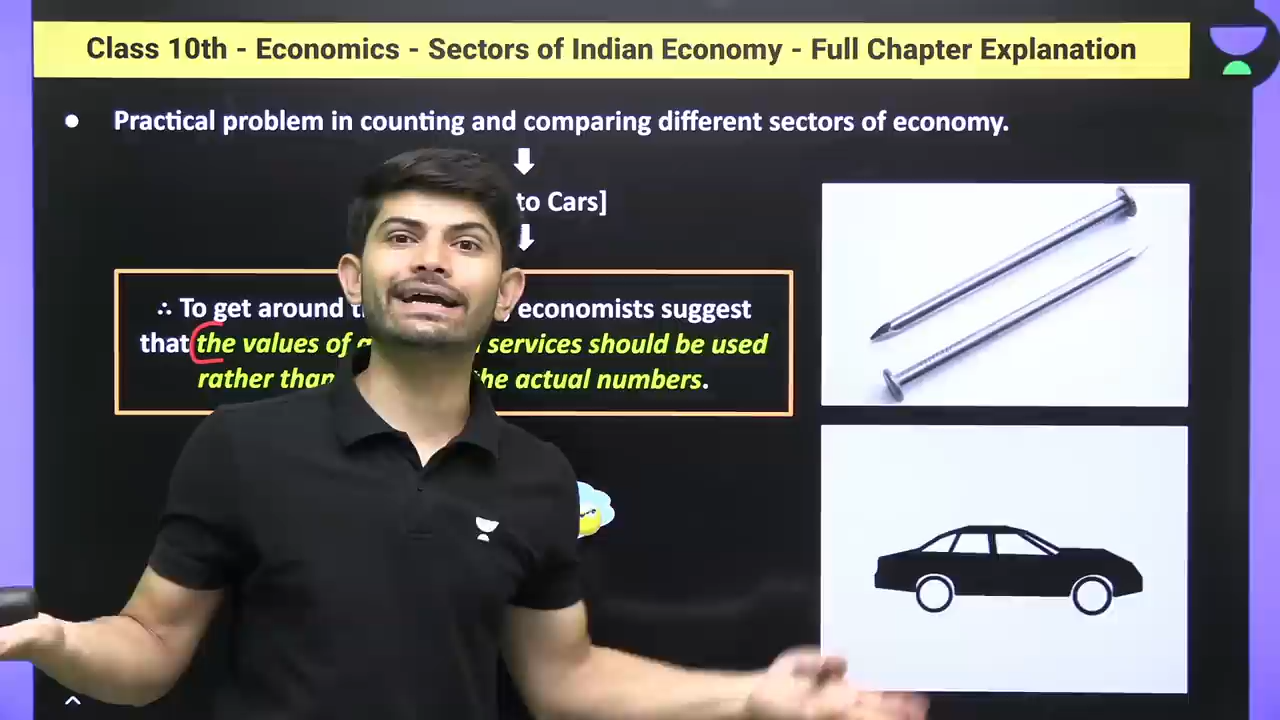 Class 10th - Economics - Sectors of Indian Economy - Full Chapter Explanation
• Practical problem in counting and comparing different sectors of economy.
to Cars]
∴ To get around economists suggest
that the values of services should be used
rather than the actual numbers.